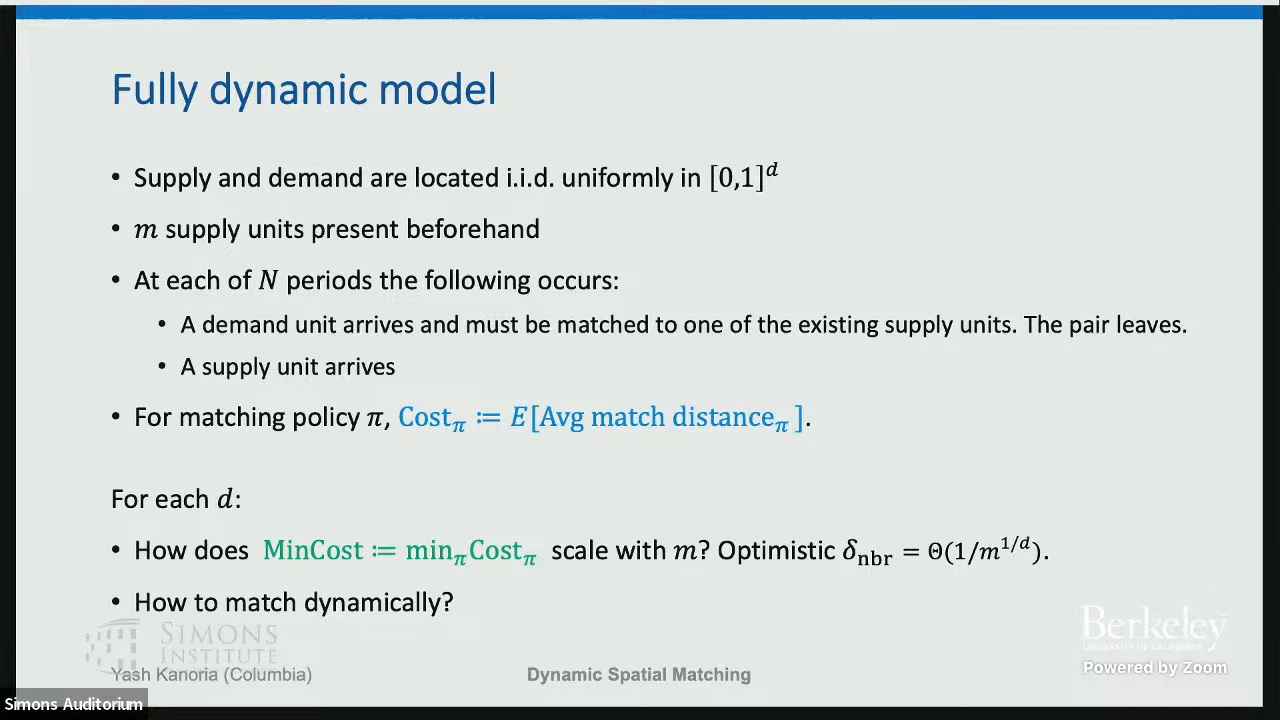 Fully dynamic model
• Supply and demand are located i.i.d. uniformly in [0,1]^d
• m supply units present beforehand
• At each of N periods the following occurs:
• A demand unit arrives and must be matched to one of the existing supply units. The pair leaves.
• A supply unit arrives
• For matching policy π, Cost_π := E[Avg match distance_π ].
For each d:
• How does MinCost := min_π Cost_π scale with m? Optimistic δ_nbr = Θ(1/m^{1/d}).
• How to match dynamically?
SIMONS
INSTITUTE
Berkeley
UNIVERSITY OF CALIFORNIA
Powered by Zoom
Yash Kanoria (Columbia)
Dynamic Spatial Matching
Simons Auditorium